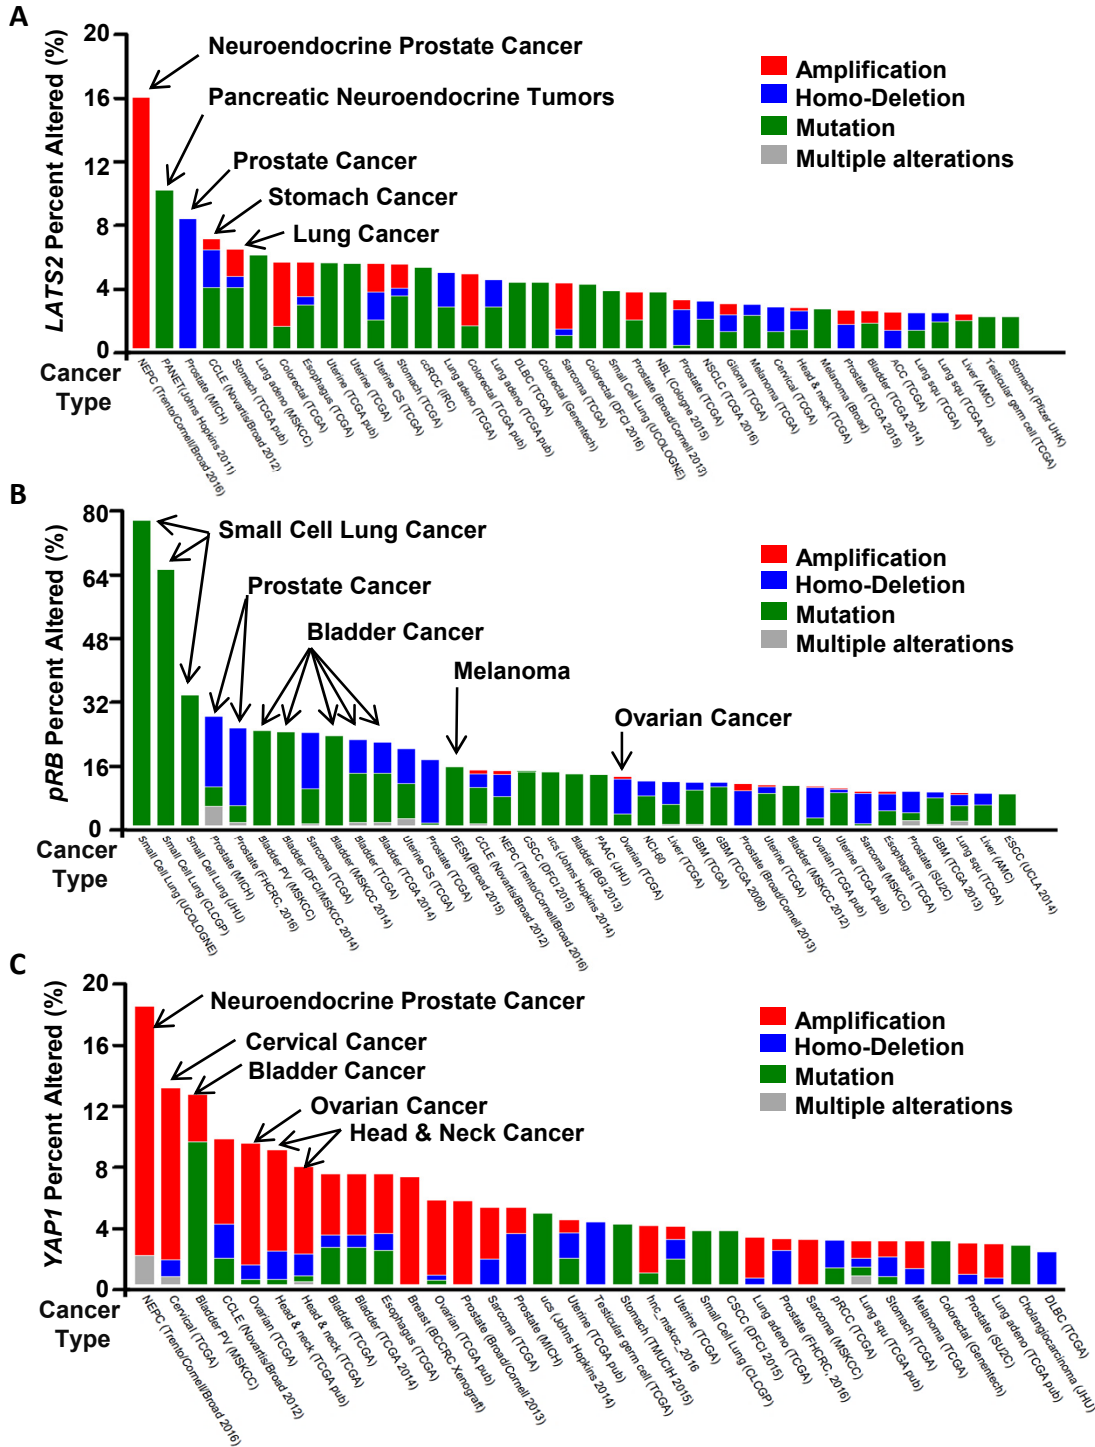 A
LATS2 Percent Altered (%)
20
16
12
8
4
0
Neuroendocrine Prostate Cancer
Pancreatic Neuroendocrine Tumors
Prostate Cancer
Stomach Cancer
Lung Cancer
Amplification
Homo-Deletion
Mutation
Multiple alterations
Cancer
Type
NEPC (Trento/Cornell/Broad 2016)
PANET(Johns Hopkins 2011)
Prostate (MICH)
CCLE (Novartis/Broad 2012)
Stomach (TCGA pub)
Lung adeno (MSKCC)
Colorectal (TCGA)
Esophagus (TCGA)
Uterine (TCGA pub)
Uterine (TCGA)
Uterine CS (TCGA)
Stomach (TCGA)
ccRCC (IRC)
Lung adeno (TCGA)
Colorectal (TCGA pub)
Lung adeno (TCGA pub)
DLBC (TCGA)
Colorectal (Genentech)
Sarcoma (TCGA)
Colorectal (DFCI 2016)
Small Cell Lung (UCOLOGNE)
Prostate (Broad/Cornell 2013)
NBL (Cologne 2015)
Prostate (TCGA)
NSCLC (TCGA 2016)
Glioma (TCGA)
Melanoma (TCGA)
Cervical (TCGA)
Head & neck (TCGA)
Melanoma (Broad)
Prostate (TCGA 2015)
Bladder (TCGA 2014)
ACC (TCGA)
Lung squ (TCGA)
Lung squ (TCGA pub)
Liver (AMC)
Testicular germ cell (TCGA)
Stomach (Pfizer UHK)
B
pRB Percent Altered (%)
80
64
48
32
16
0
Small Cell Lung Cancer
Prostate Cancer
Bladder Cancer
Melanoma
Ovarian Cancer
Amplification
Homo-Deletion
Mutation
Multiple alterations
Cancer
Type
Small Cell Lung (UCOLOGNE)
Small Cell Lung (CLCGP)
Small Cell Lung (JHU)
Prostate (MICH)
Prostate (FHCRC, 2016)
Bladder PV (MSKCC)
Bladder (DFCI/MSKCC 2014)
Sarcoma (TCGA)
Bladder (MSKCC 2014)
Bladder (TCGA)
Bladder (TCGA 2014)
Uterine CS (TCGA)
Prostate (TCGA)
DESM (Broad 2015)
CCLE (Novartis/Broad 2012)
NEPC (Trento/Cornell/Broad 2016)
CSCC (DFCI 2015)
ucs (Johns Hopkins 2014)
Bladder (BGI 2013)
PAAC (JHU)
Ovarian (TCGA)
NCI-60
Liver (TCGA)
GBM (TCGA)
GBM (TCGA 2008)
Prostate (Broad/Cornell 2013)
Uterine (TCGA)
Bladder (MSKCC 2012)
Ovarian (TCGA pub)
Uterine (TCGA pub)
Sarcoma (MSKCC)
Esophagus (TCGA)
Prostate (SU2C)
GBM (TCGA 2013)
Lung squ (TCGA)
Liver (AMC)
ESCC (UCLA 2014)
C
YAP1 Percent Altered (%)
20
16
12
8
4
0
Neuroendocrine Prostate Cancer
Cervical Cancer
Bladder Cancer
Ovarian Cancer
Head & Neck Cancer
Amplification
Homo-Deletion
Mutation
Multiple alterations
Cancer
Type
NEPC (Trento/Cornell/Broad 2016)
Cervical (TCGA)
Bladder PV (MSKCC)
CCLE (Novartis/Broad 2012)
Ovarian (TCGA)
Head & neck (TCGA pub)
Head & neck (TCGA)
Bladder (TCGA)
Bladder (TCGA 2014)
Esophagus (TCGA)
Breast (BCCRC Xenograft)
Ovarian (TCGA pub)
Prostate (Broad/Cornell 2013)
Sarcoma (TCGA)
Prostate (MICH)
ucs (Johns Hopkins 2014)
Uterine (TCGA pub)
Testicular germ cell (TCGA)
Stomach (TMUCIH 2015)
hnc_mskcc_2016
Uterine (TCGA)
Small Cell Lung (CLCGP)
CSCC (DFCI 2015)
Lung adeno (TCGA)
Prostate (FHCRC, 2016)
Sarcoma (MSKCC)
pRCC (TCGA)
Lung squ (TCGA pub)
Stomach (TCGA)
Melanoma (TCGA)
Colorectal (Genentech)
Prostate (SU2C)
Lung adeno (TCGA pub)
Cholangiocarcinoma (JHU)
DLBC (TCGA)